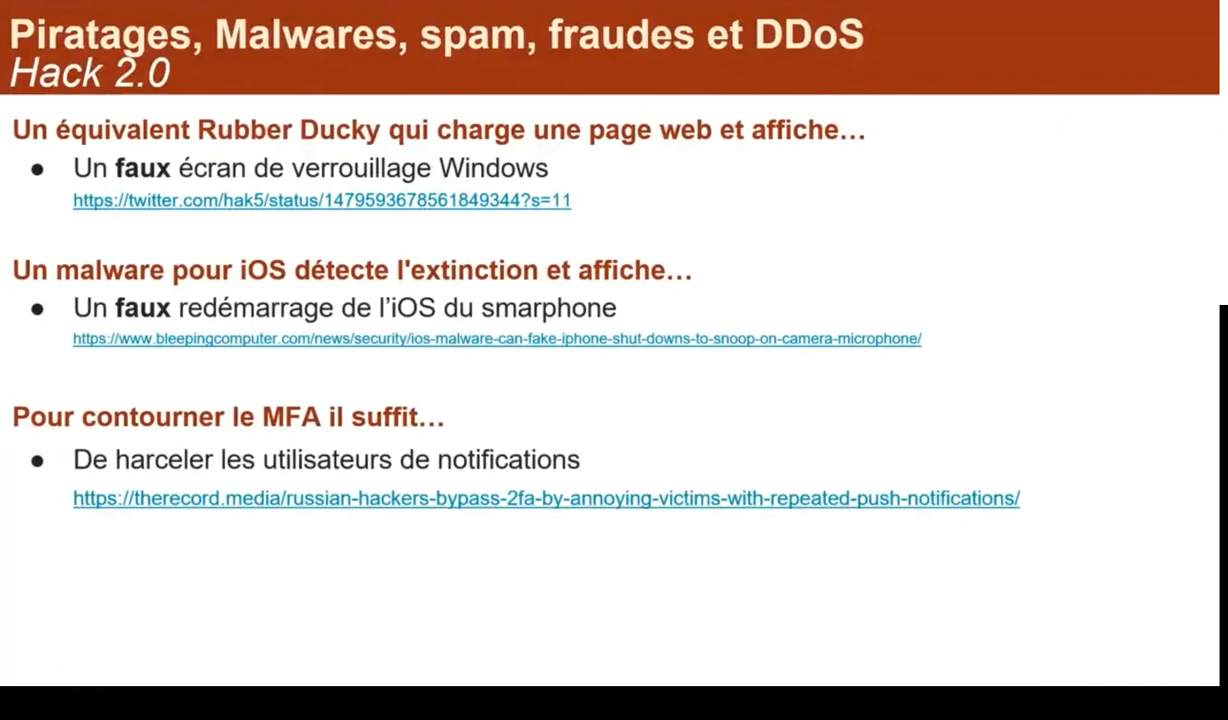 Piratages, Malwares, spam, fraudes et DDoS
Hack 2.0
Un équivalent Rubber Ducky qui charge une page web et affiche…
● Un faux écran de verrouillage Windows
https://twitter.com/hak5/status/1479593678561849344?s=11
Un malware pour iOS détecte l'extinction et affiche…
● Un faux redémarrage de l’iOS du smarphone
https://www.bleepingcomputer.com/news/security/ios-malware-can-fake-iphone-shut-downs-to-snoop-on-camera-microphone/
Pour contourner le MFA il suffit…
● De harceler les utilisateurs de notifications
https://therecord.media/russian-hackers-bypass-2fa-by-annoying-victims-with-repeated-push-notifications/